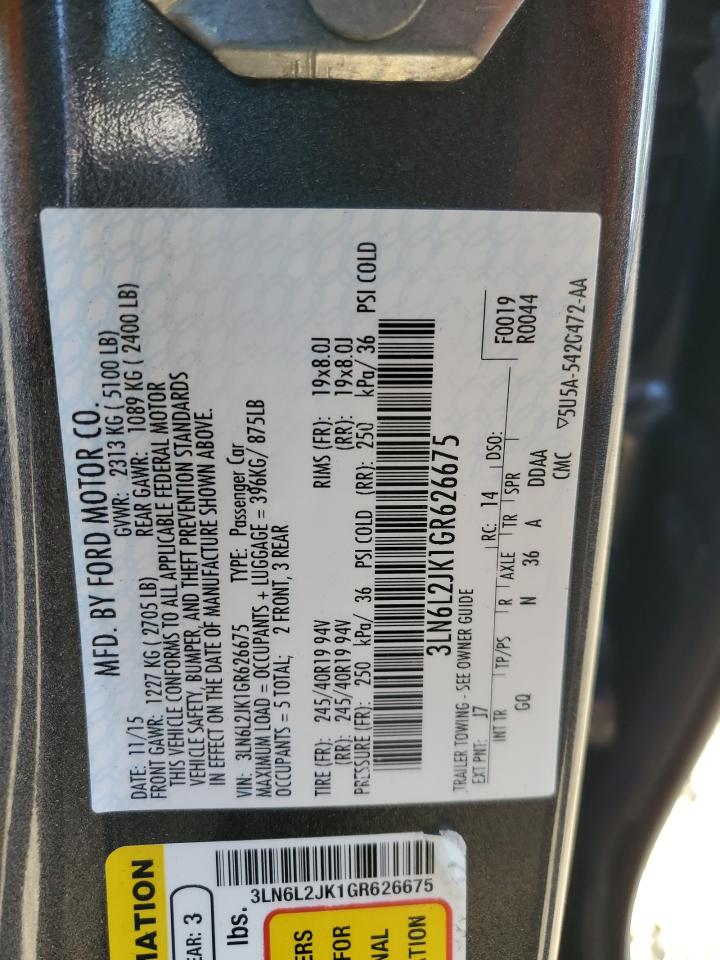 MFD. BY FORD MOTOR CO.
DATE: 11/15 GVWR: 2313 KG ( 5100 LB)
FRONT GAWR: 1227 KG (2705 LB) REAR GAWR: 1089 KG ( 2400 LB)
THIS VEHICLE CONFORMS TO ALL APPLICABLE FEDERAL MOTOR
VEHICLE SAFETY, BUMPER, AND THEFT PREVENTION STANDARDS
IN EFFECT ON THE DATE OF MANUFACTURE SHOWN ABOVE.
VIN: 3LN6L2JK1GR626675 TYPE: Passenger Car
MAXIMUM LOAD = OCCUPANTS + LUGGAGE = 396KG/ 875LB
OCCUPANTS = 5 TOTAL: 2 FRONT, 3 REAR
TIRE (FR): 245/40R19 94V RIMS (FR): 19x8.0J
(RR): 245/40R19 94V (RR): 19x8.0J
PRESSURE (FR): 250 kPa/ 36 PSI COLD (RR): 250 kPa/ 36 PSI COLD
3LN6L2JK1GR626675
TRAILER TOWING - SEE OWNER GUIDE
EXT PNT: J7 RC: 14 DSO: F0019
R0044
INT TR TP/PS R AXLE TR SPR
GQ N 36 A DDAA
CMC ▽5U5A-5420472-AA
3LN6L2JK1GR626675
lbs.
EAR: 3
MATION
ERS
FOR
NAL
TION